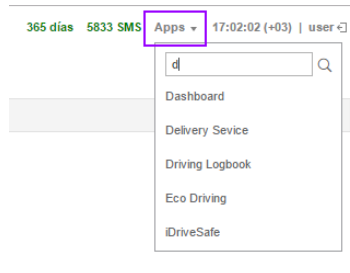 365 días 5833 SMS Apps 17:02:02 (+03) | user
d
Dashboard
Delivery Sevice
Driving Logbook
Eco Driving
iDriveSafe